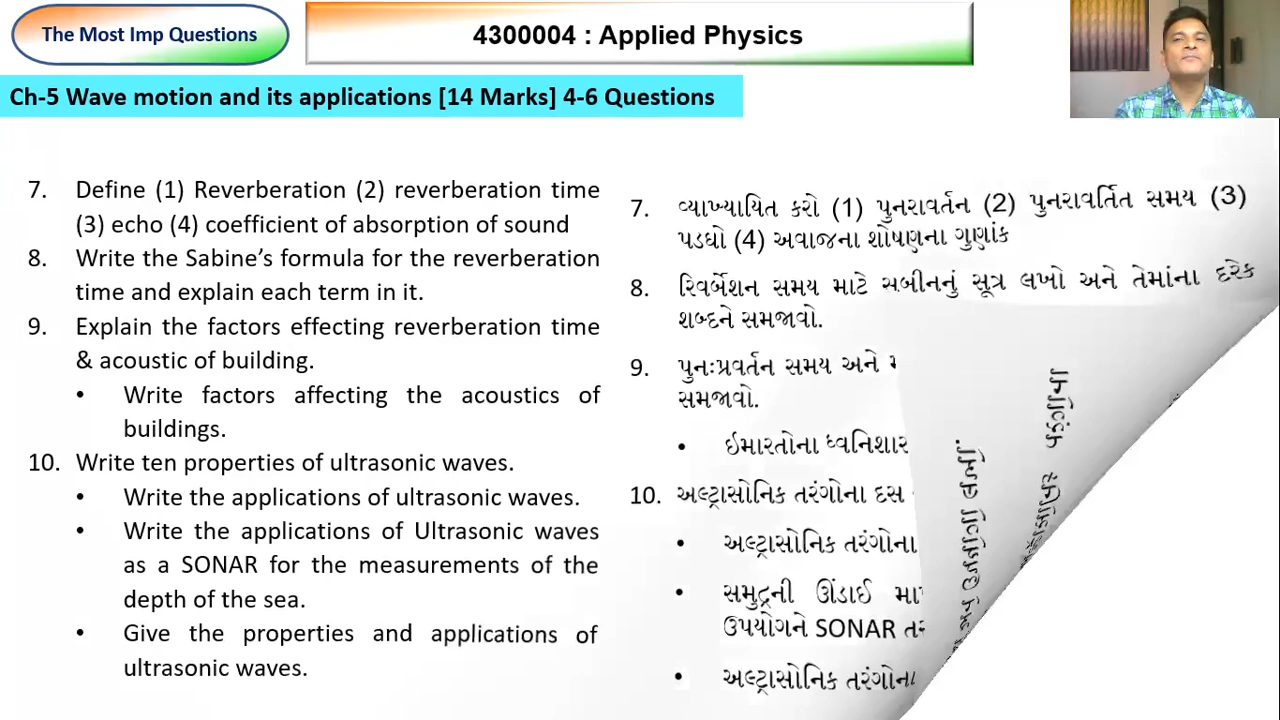 The Most Imp Questions
4300004 : Applied Physics
Ch-5 Wave motion and its applications [14 Marks] 4-6 Questions
7. Define (1) Reverberation (2) reverberation time
(3) echo (4) coefficient of absorption of sound
8. Write the Sabine's formula for the reverberation
time and explain each term in it.
9. Explain the factors effecting reverberation time
& acoustic of building.
• Write factors affecting the acoustics of
buildings.
10. Write ten properties of ultrasonic waves.
• Write the applications of ultrasonic waves.
• Write the applications of Ultrasonic waves
as a SONAR for the measurements of the
depth of the sea.
• Give the properties and applications of
ultrasonic waves.
7. વ્યાખ્યાયિત કરો (1) પુનરાવર્તન (2) પુનરાવર્તિત સમય (3)
પડઘો (4) અવાજના શોષણના ગુણાંક
8. રિવર્બેશન સમય માટે સબીનનું સૂત્ર લખો અને તેમાંના દરેક
શબ્દને સમજાવો.
9. પુનઃપ્રવર્તન સમય અને
સમજાવો.
• ઇમારતોના
10. અલ્ટ્રાસોનિક તરંગોના દસ
• અલ્ટ્રાસોનિક તરંગોના
• સમુદ્રની ઊંડાઈ
ઉપયોગને SONAR
• અલ્ટ્રાસોનિક તરંગોના